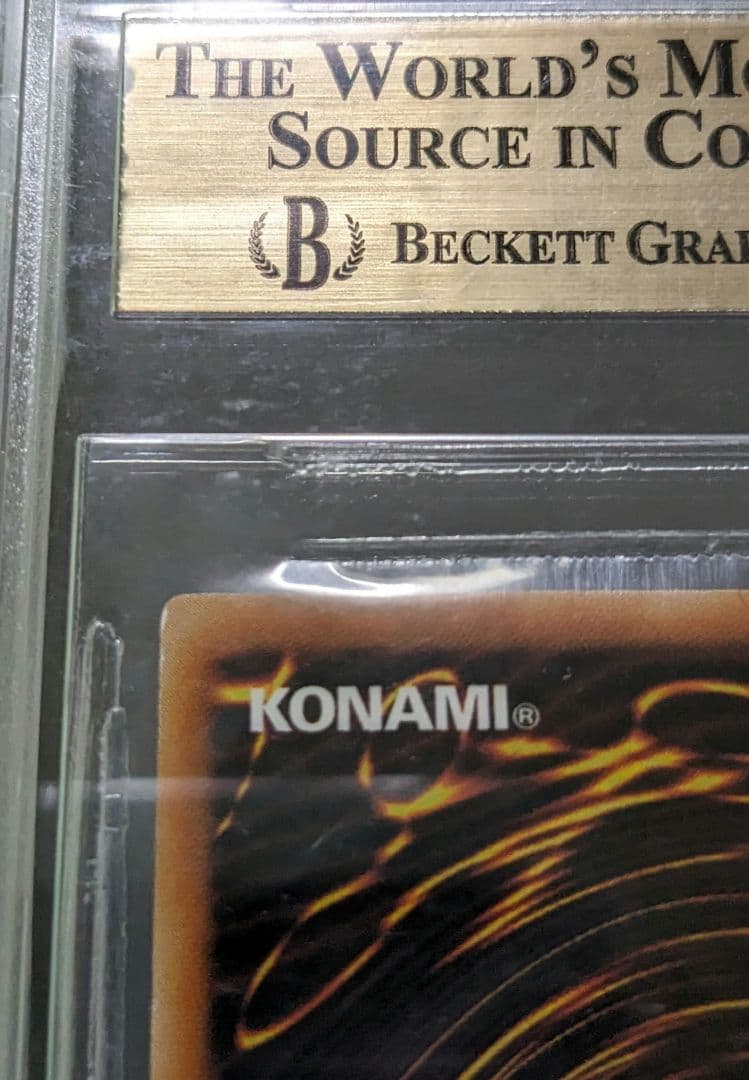 THE WORLD'S
SOURCE IN
B BECKETT
KONAMI®